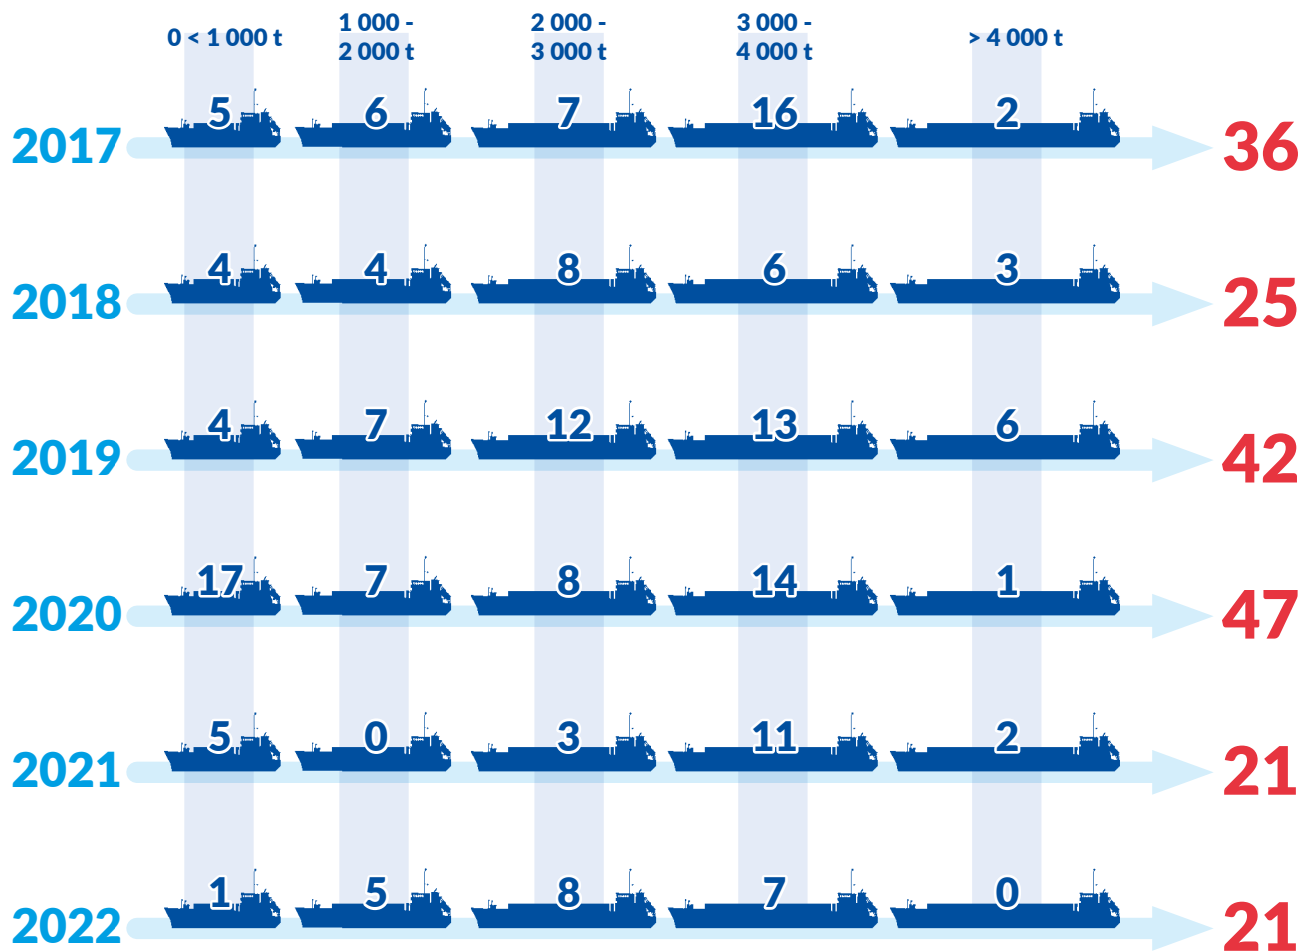 0 < 1 000 t
1 000 -
2 000 t
2 000 -
3 000 t
3 000 -
4 000 t
> 4 000 t
2017 5 6 7 16 2 36
2018 4 4 8 6 3 25
2019 4 7 12 13 6 42
2020 17 7 8 14 1 47
2021 5 0 3 11 2 21
2022 1 5 8 7 0 21